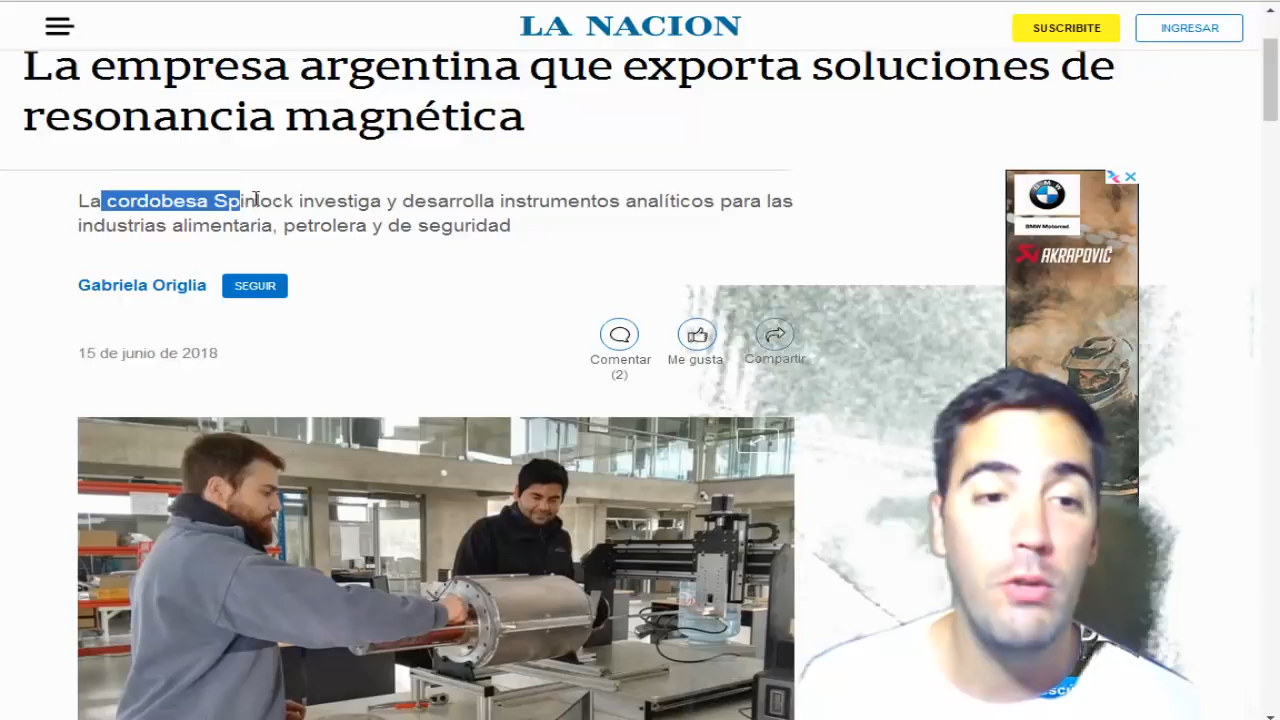 LA NACION
SUSCRIBITE
INGRESAR
La empresa argentina que exporta soluciones de
resonancia magnética
La cordobesa Spinlock investiga y desarrolla instrumentos analíticos para las
industrias alimentaria, petrolera y de seguridad
Gabriela Origlia
SEGUIR
15 de junio de 2018
Comentar
(2)
Me gusta
Compartir
BMW
BMW Motorrad
AKRAPOVIČ